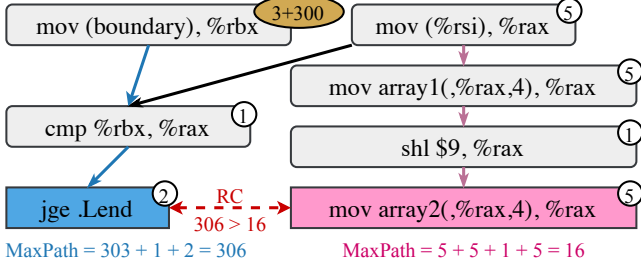 mov (boundary), %rbx
3+300
mov (%rsi), %rax
5
mov array1(,%rax,4), %rax
5
cmp %rbx, %rax
1
shl $9, %rax
1
jge .Lend
2
RC
306 > 16
mov array2(,%rax,4), %rax
5
MaxPath = 303 + 1 + 2 = 306
MaxPath = 5 + 5 + 1 + 5 = 16